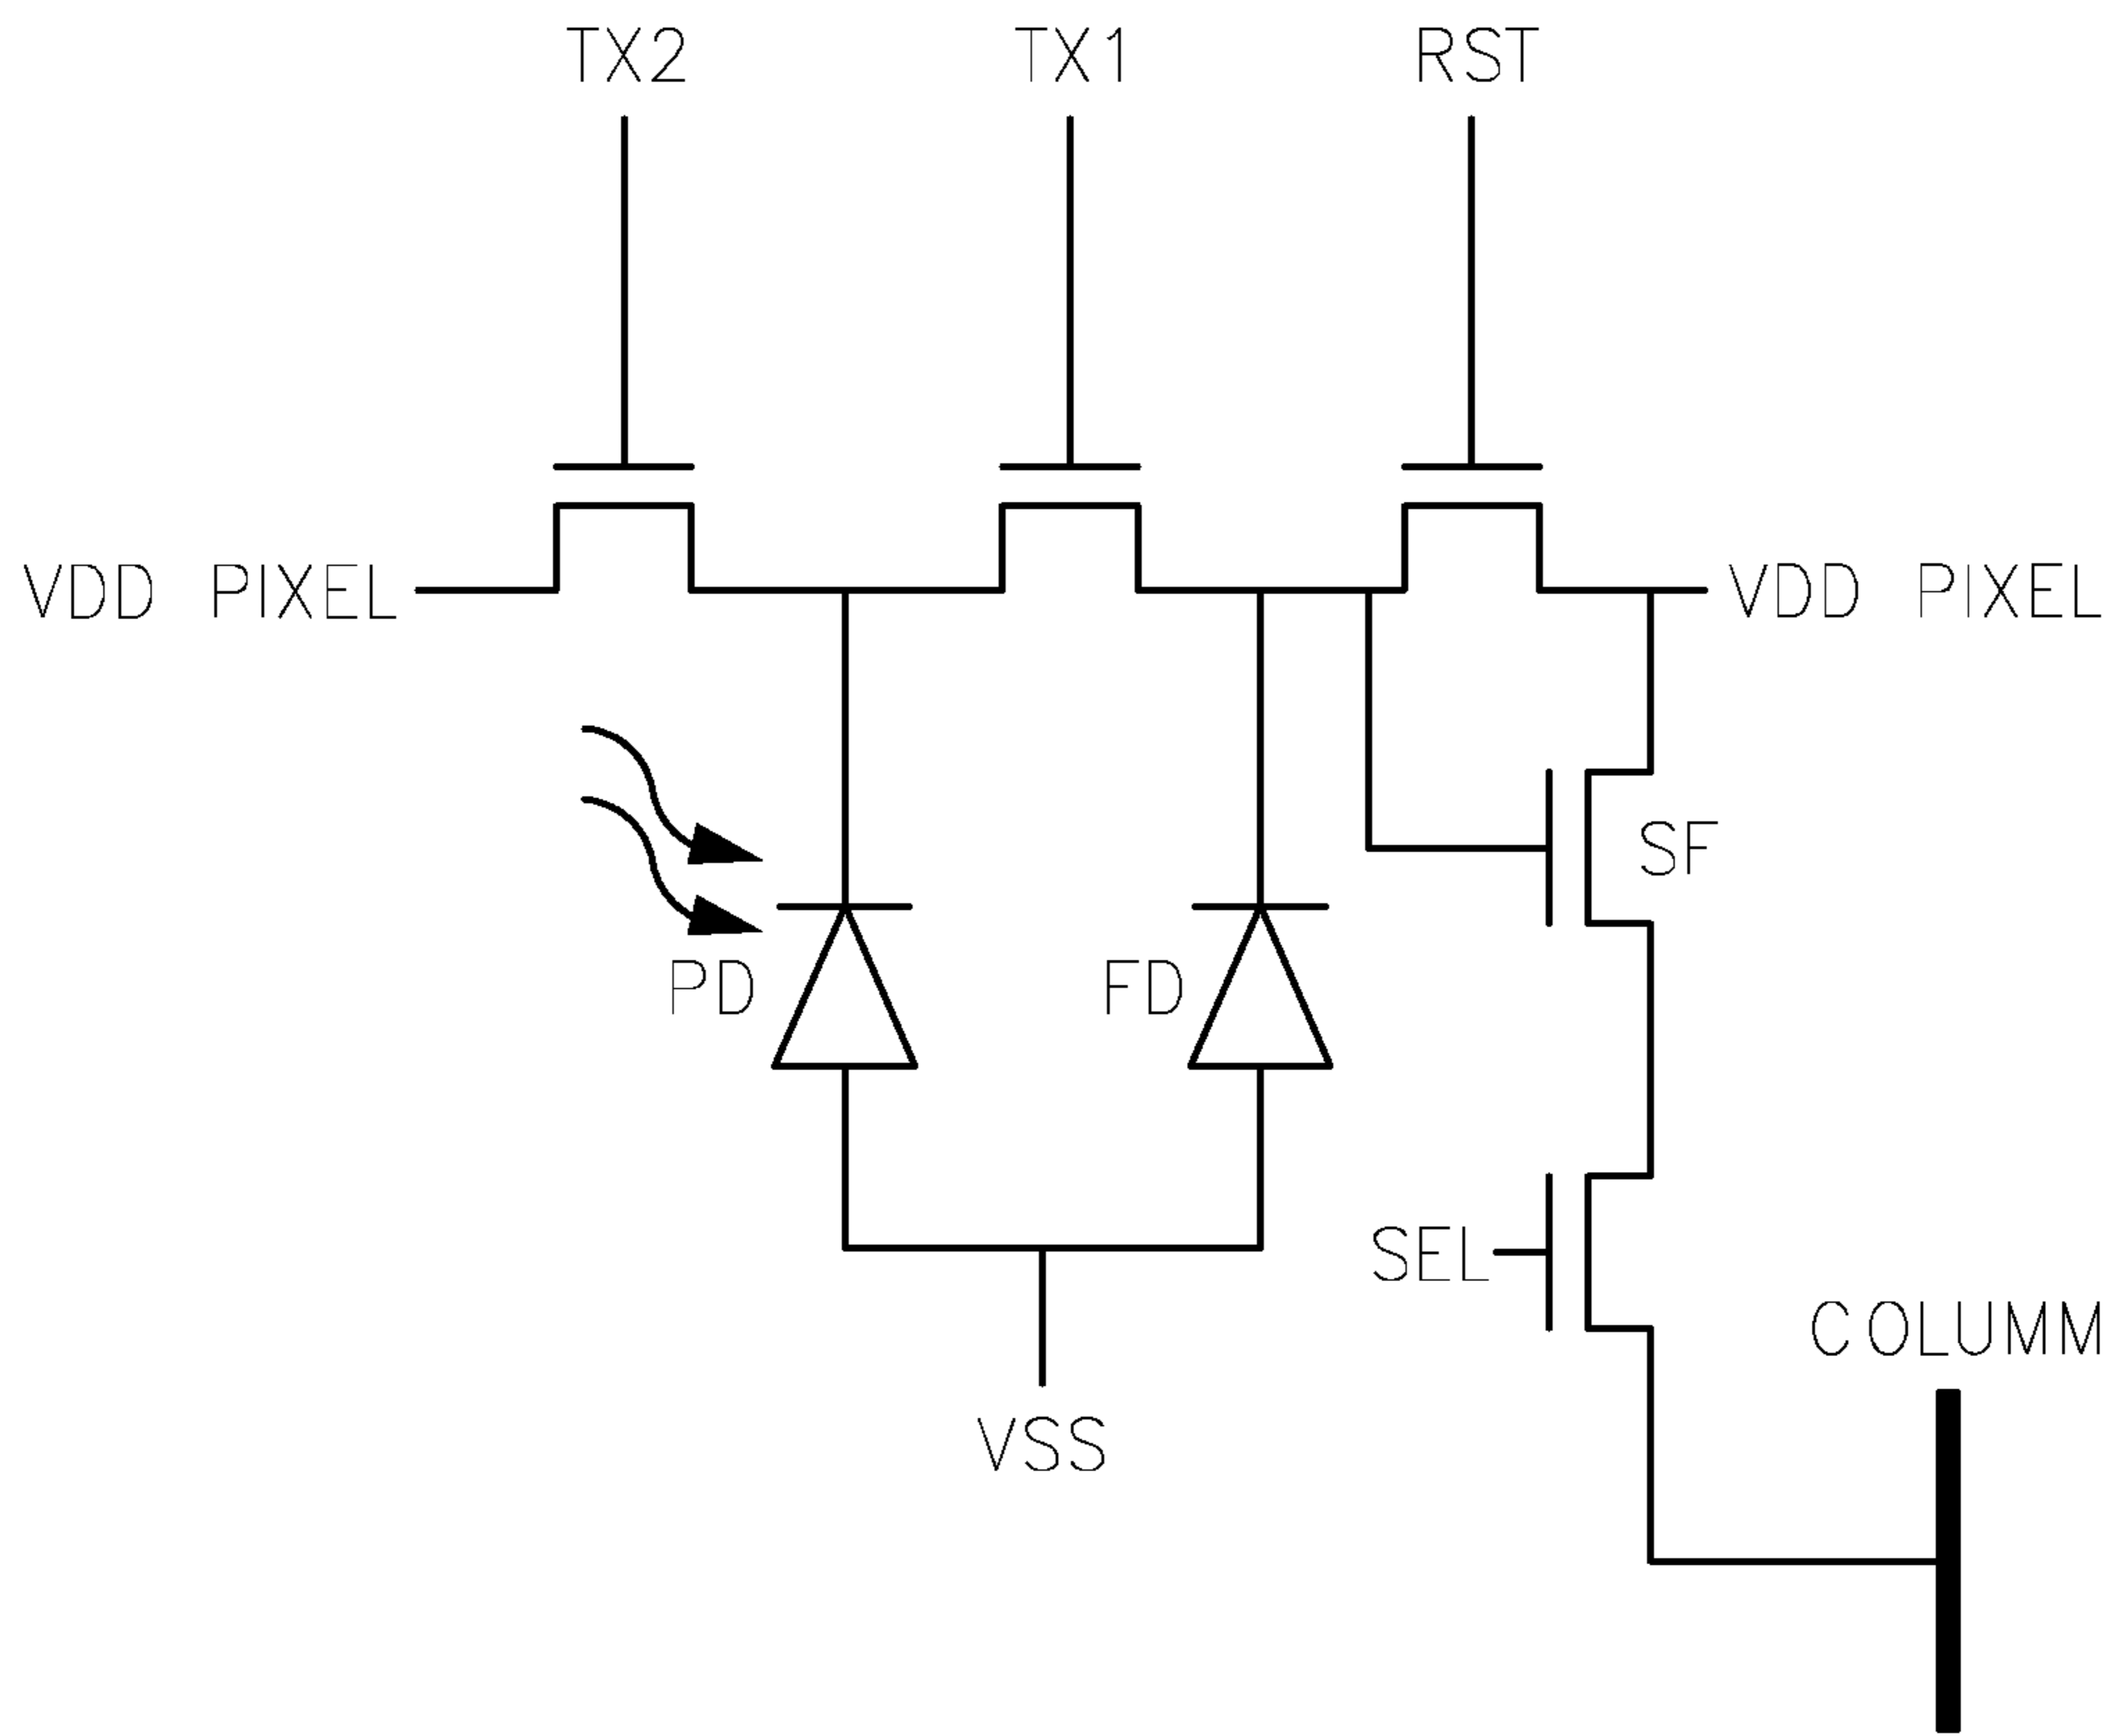 TX2
TX1
RST
VDD PIXEL
VDD PIXEL
SF
PD
FD
SEL
COLUMM
VSS